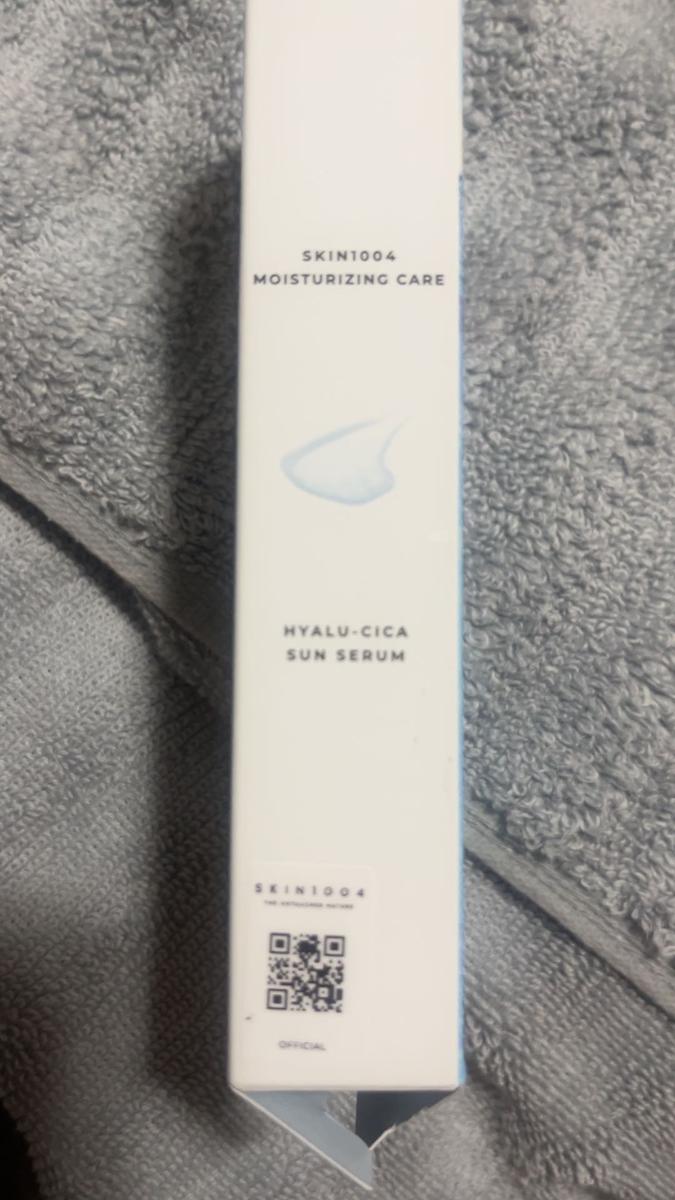 SKIN1004
MOISTURIZING CARE
HYALU-CICA
SUN SERUM
SKIN1004
THE UNTOUCHED NATURE
OFFICIAL